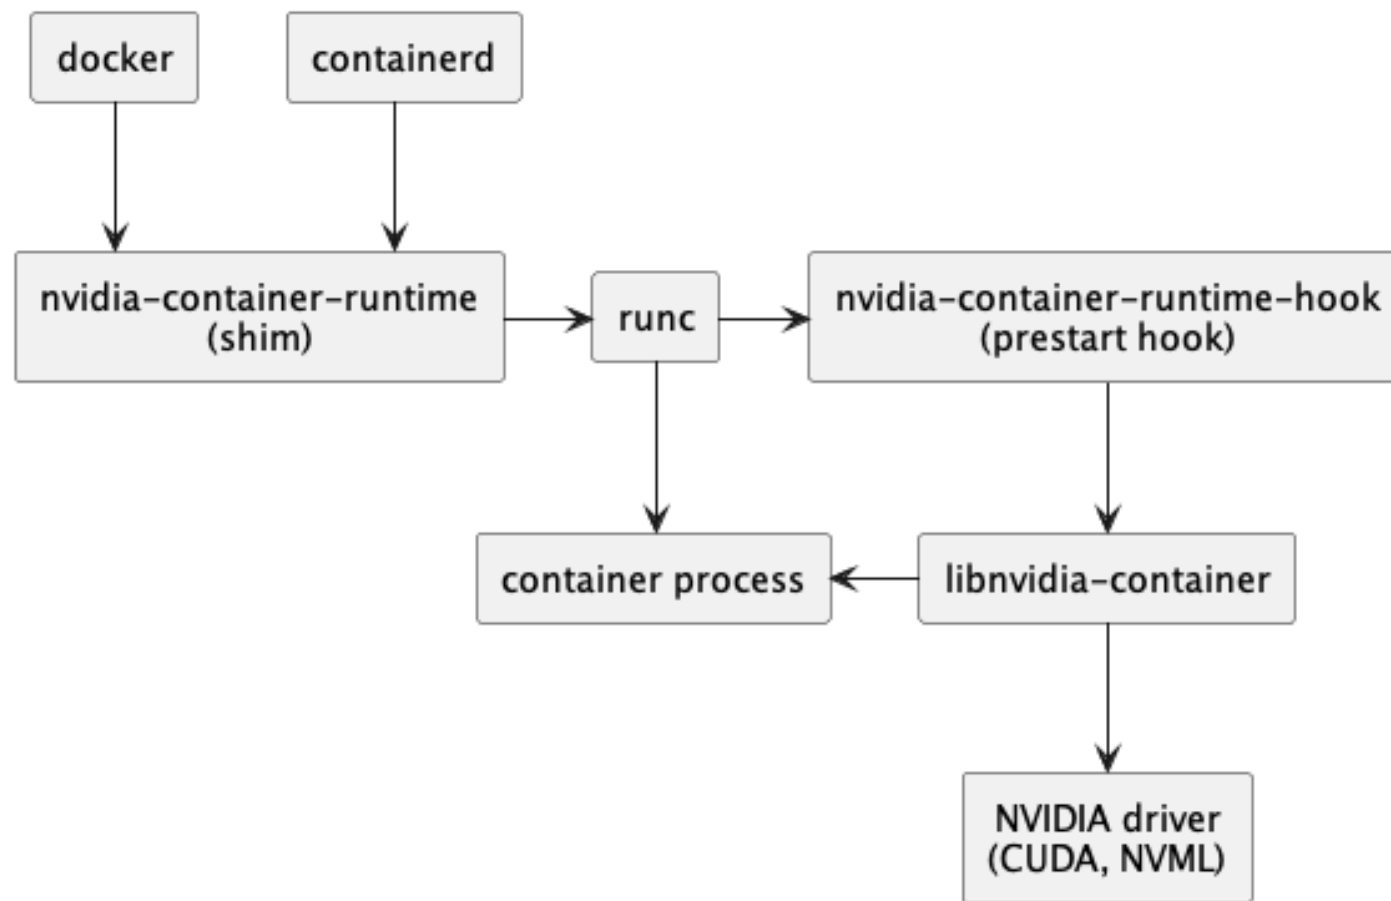 docker
containerd
nvidia-container-runtime
(shim)
runc
nvidia-container-runtime-hook
(prestart hook)
container process
libnvidia-container
NVIDIA driver
(CUDA, NVML)